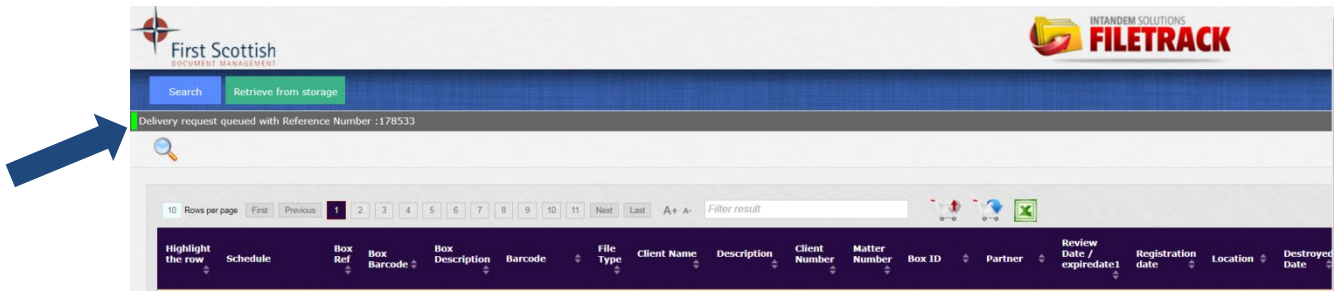 First Scottish
DOCUMENT MANAGEMENT
INTANDEM SOLUTIONS
FILETRACK
Search Retrieve from storage
Delivery request queued with Reference Number :178533
10 Rows per page First Previous 1 2 3 4 5 6 7 8 9 10 11 Next Last A+ A- Filter result
Highlight the row Schedule Box Ref Box Barcode Box Description Barcode File Type Client Name Description Client Number Matter Number Box ID Partner Review Date / expiredate1 Registration date Location Destroyed Date